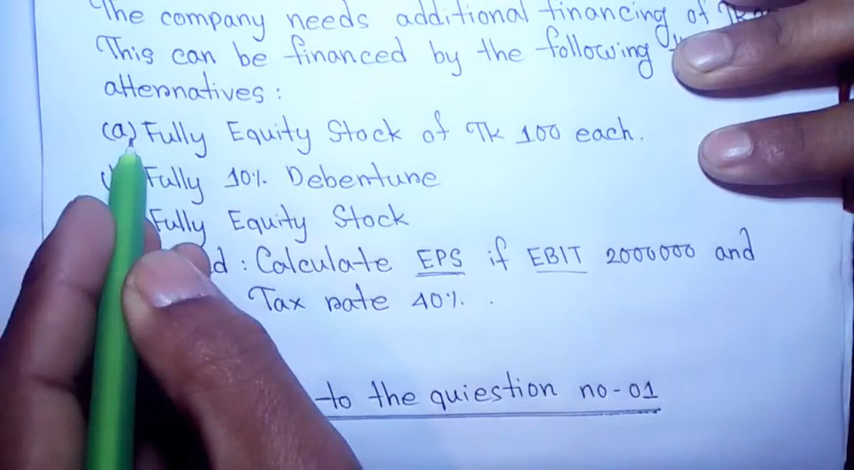 The company needs additional financing of Tk
This can be financed by the following
alternatives :
(a) Fully Equity Stock of Tk 100 each.
Fully 10% Debenture
Fully Equity Stock
d : Calculate EPS if EBIT 2000000 and
Tax rate 40% .
to the quiestion no-01